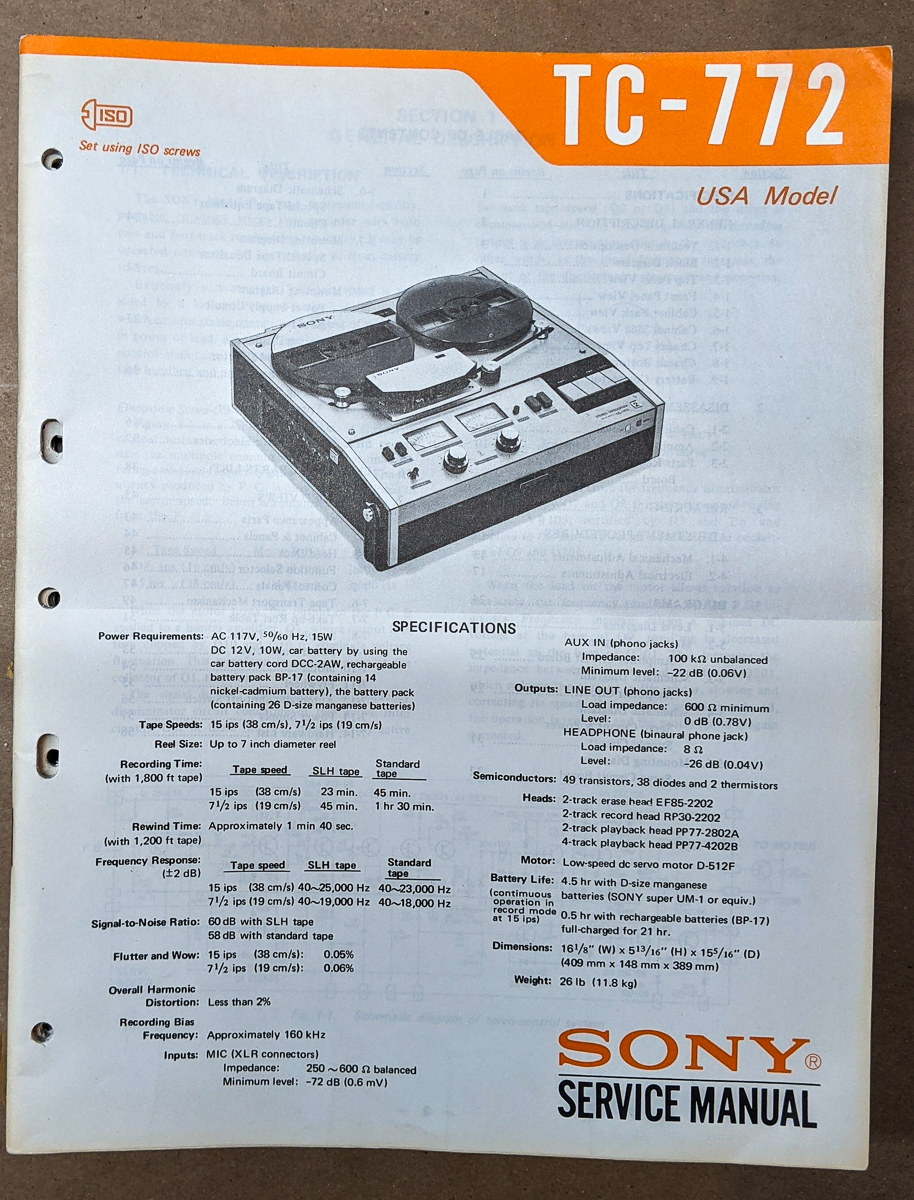 TC-772
ISO
Set using ISO screws
USA Model
SONY
SONY
SPECIFICATIONS
Power Requirements: AC 117V, 50/60 Hz, 15W
DC 12V, 10W, car battery by using the
car battery cord DCC-2AW, rechargeable
battery pack BP-17 (containing 14
nickel-cadmium battery), the battery pack
(containing 26 D-size manganese batteries)
Tape Speeds: 15 ips (38 cm/s), 7 1/2 ips (19 cm/s)
Reel Size: Up to 7 inch diameter reel
Recording Time:
(with 1,800 ft tape)
Tape speed SLH tape Standard tape
15 ips (38 cm/s) 23 min. 45 min.
7 1/2 ips (19 cm/s) 45 min. 1 hr 30 min.
Rewind Time: Approximately 1 min 40 sec.
(with 1,200 ft tape)
Frequency Response:
(±2 dB)
Tape speed SLH tape Standard tape
15 ips (38 cm/s) 40~25,000 Hz 40~23,000 Hz
7 1/2 ips (19 cm/s) 40~19,000 Hz 40~18,000 Hz
Signal-to-Noise Ratio: 60 dB with SLH tape
58 dB with standard tape
Flutter and Wow: 15 ips (38 cm/s): 0.05%
7 1/2 ips (19 cm/s): 0.06%
Overall Harmonic
Distortion: Less than 2%
Recording Bias
Frequency: Approximately 160 kHz
Inputs: MIC (XLR connectors)
Impedance: 250 ~ 600 Ω balanced
Minimum level: -72 dB (0.6 mV)
AUX IN (phono jacks)
Impedance: 100 kΩ unbalanced
Minimum level: -22 dB (0.06V)
Outputs: LINE OUT (phono jacks)
Load impedance: 600 Ω minimum
Level: 0 dB (0.78V)
HEADPHONE (binaural phone jack)
Load impedance: 8 Ω
Level: -26 dB (0.04V)
Semiconductors: 49 transistors, 38 diodes and 2 thermistors
Heads: 2-track erase head EF85-2202
2-track record head RP30-2202
2-track playback head PP77-2802A
4-track playback head PP77-4202B
Motor: Low-speed dc servo motor D-512F
Battery Life: 4.5 hr with D-size manganese
(continuous operation in record mode at 15 ips)
batteries (SONY super UM-1 or equiv.)
0.5 hr with rechargeable batteries (BP-17)
full-charged for 21 hr.
Dimensions: 16 1/8" (W) x 5 13/16" (H) x 15 5/16" (D)
(409 mm x 148 mm x 389 mm)
Weight: 26 lb (11.8 kg)
SONY®
SERVICE MANUAL